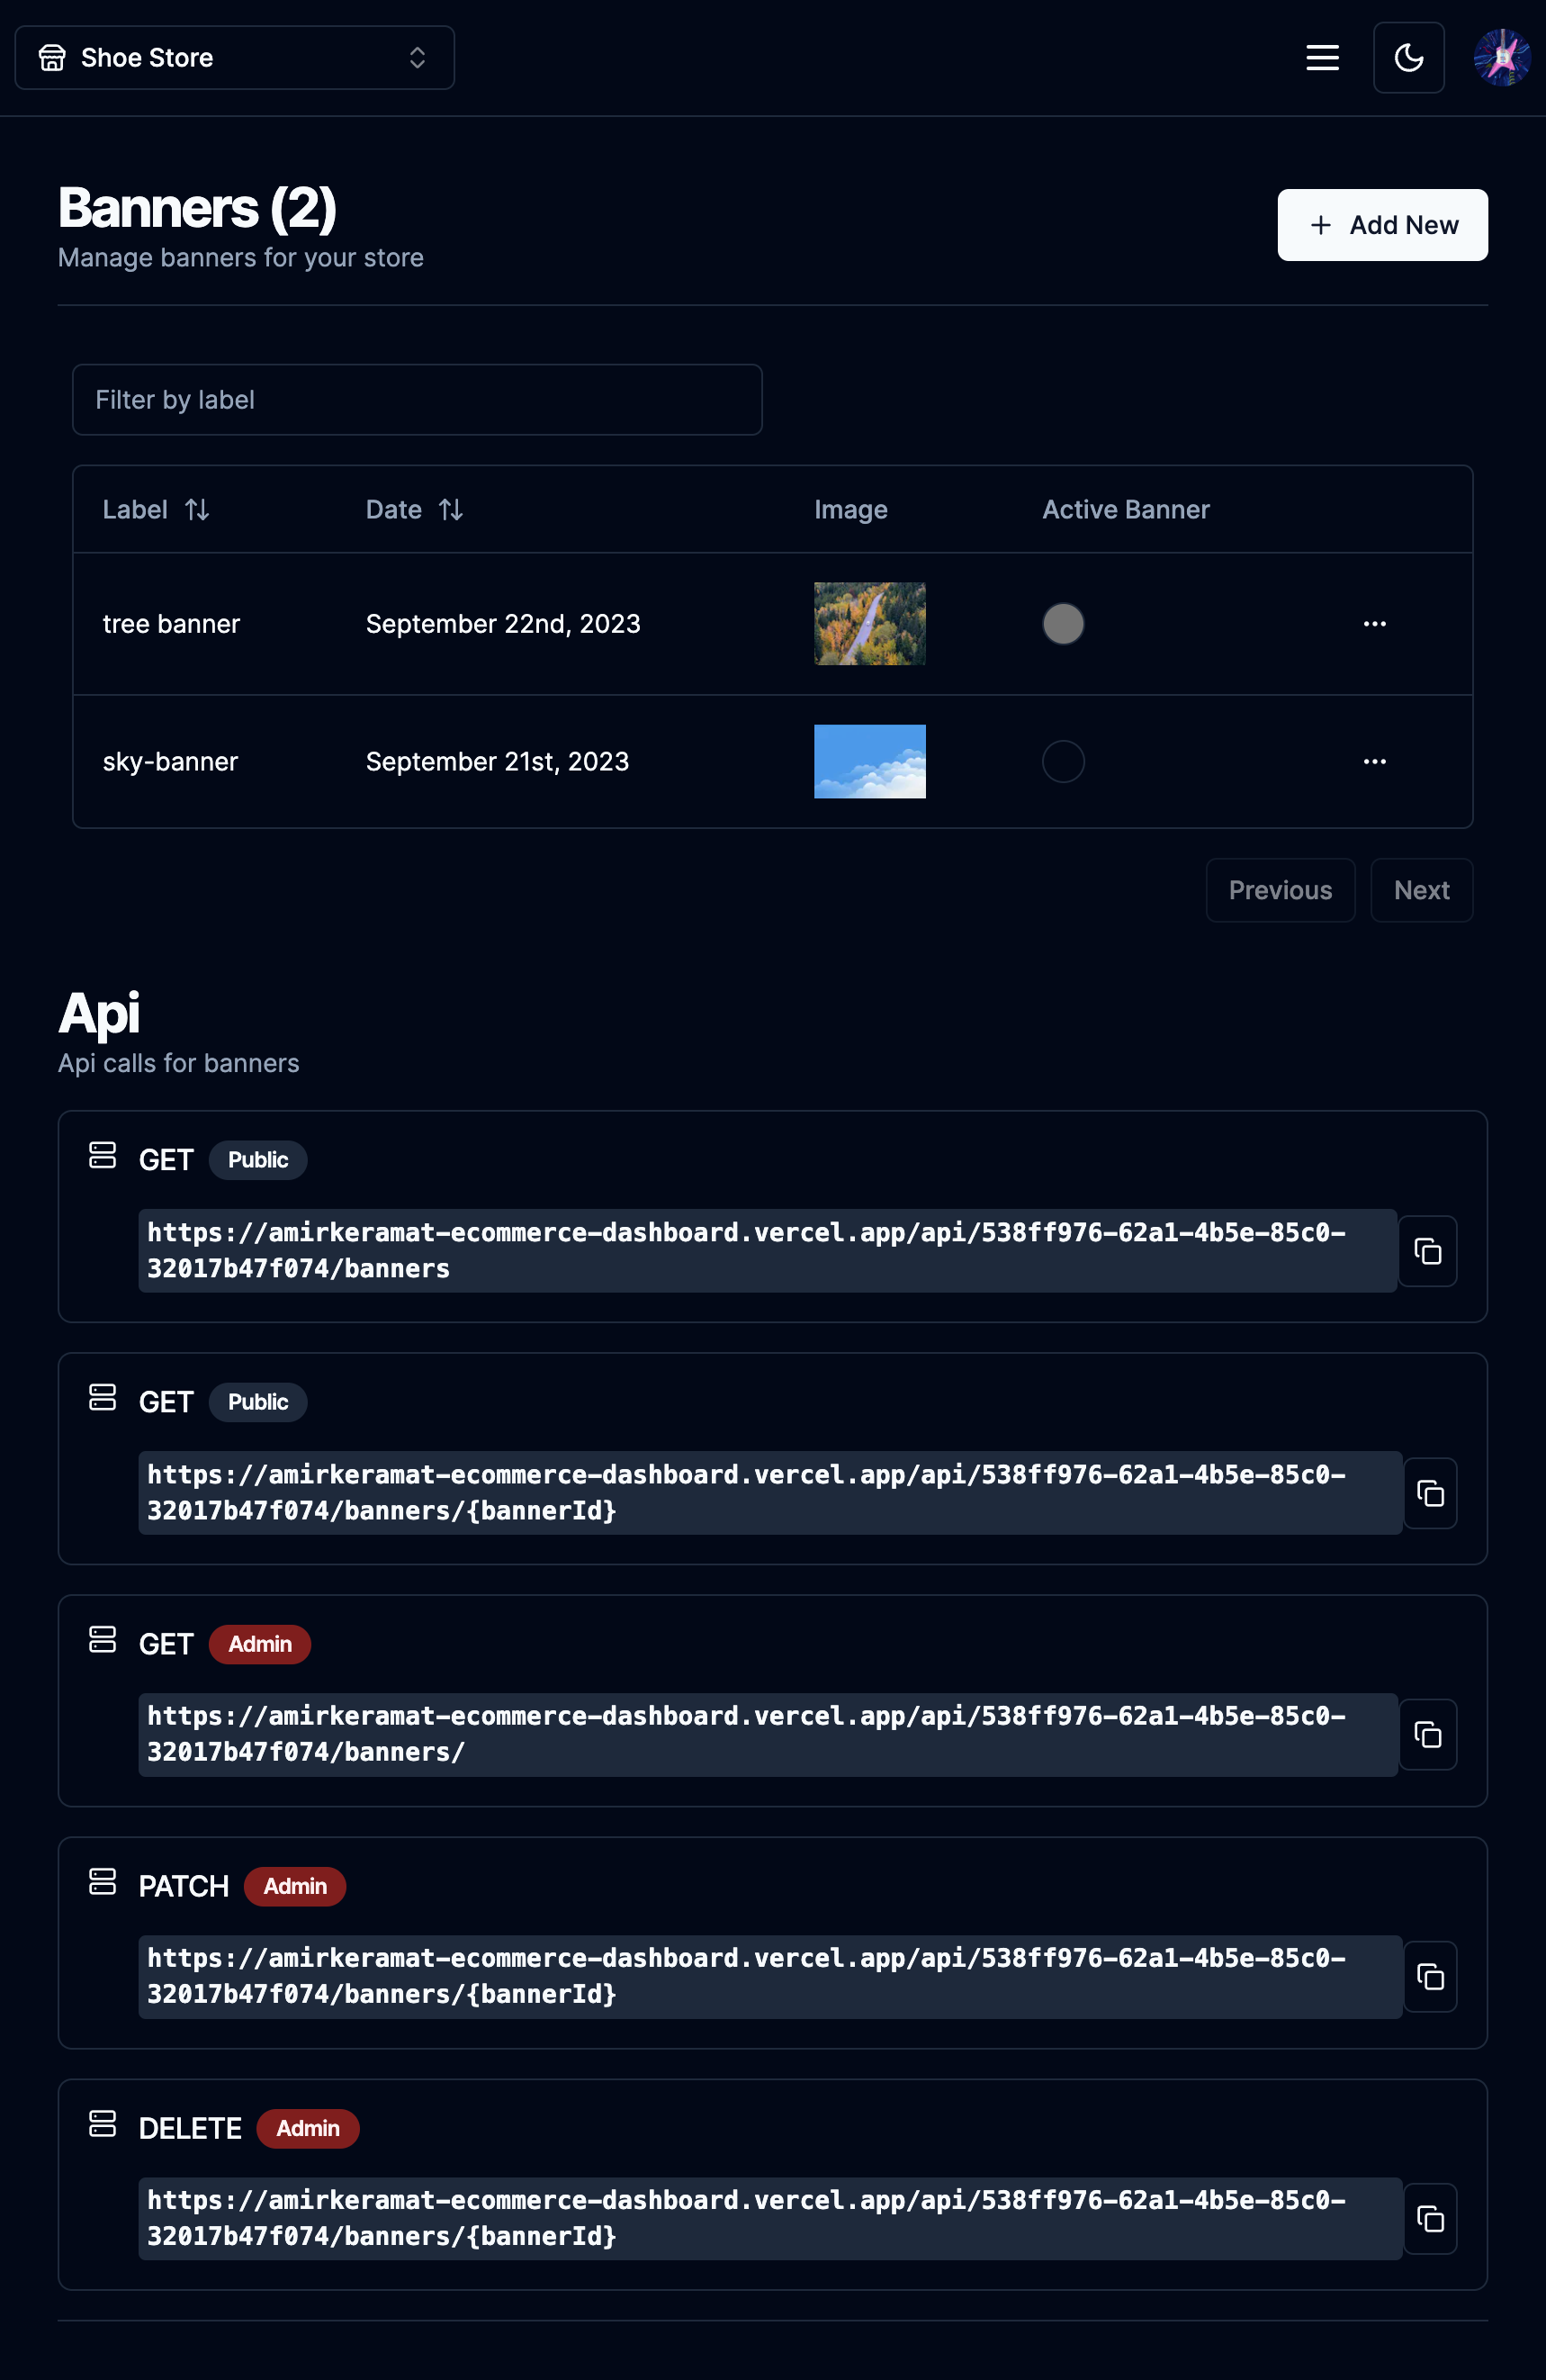 Shoe Store
Banners (2)
Manage banners for your store
Add New
Filter by label
Label Date Image Active Banner
tree banner September 22nd, 2023
sky-banner September 21st, 2023
Previous Next
Api
Api calls for banners
GET Public
https://amirkeramat-ecommerce-dashboard.vercel.app/api/538ff976-62a1-4b5e-85c0-
32017b47f074/banners
GET Public
https://amirkeramat-ecommerce-dashboard.vercel.app/api/538ff976-62a1-4b5e-85c0-
32017b47f074/banners/{bannerId}
GET Admin
https://amirkeramat-ecommerce-dashboard.vercel.app/api/538ff976-62a1-4b5e-85c0-
32017b47f074/banners/
PATCH Admin
https://amirkeramat-ecommerce-dashboard.vercel.app/api/538ff976-62a1-4b5e-85c0-
32017b47f074/banners/{bannerId}
DELETE Admin
https://amirkeramat-ecommerce-dashboard.vercel.app/api/538ff976-62a1-4b5e-85c0-
32017b47f074/banners/{bannerId}